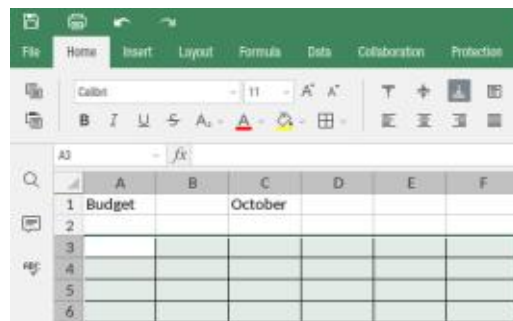 File Home Insert Layout Formula Data Collaboration Protection
Calibri 11 A A
B I U S A A
A3 fx
A B C D E F
1 Budget October
2
3
4
5
6